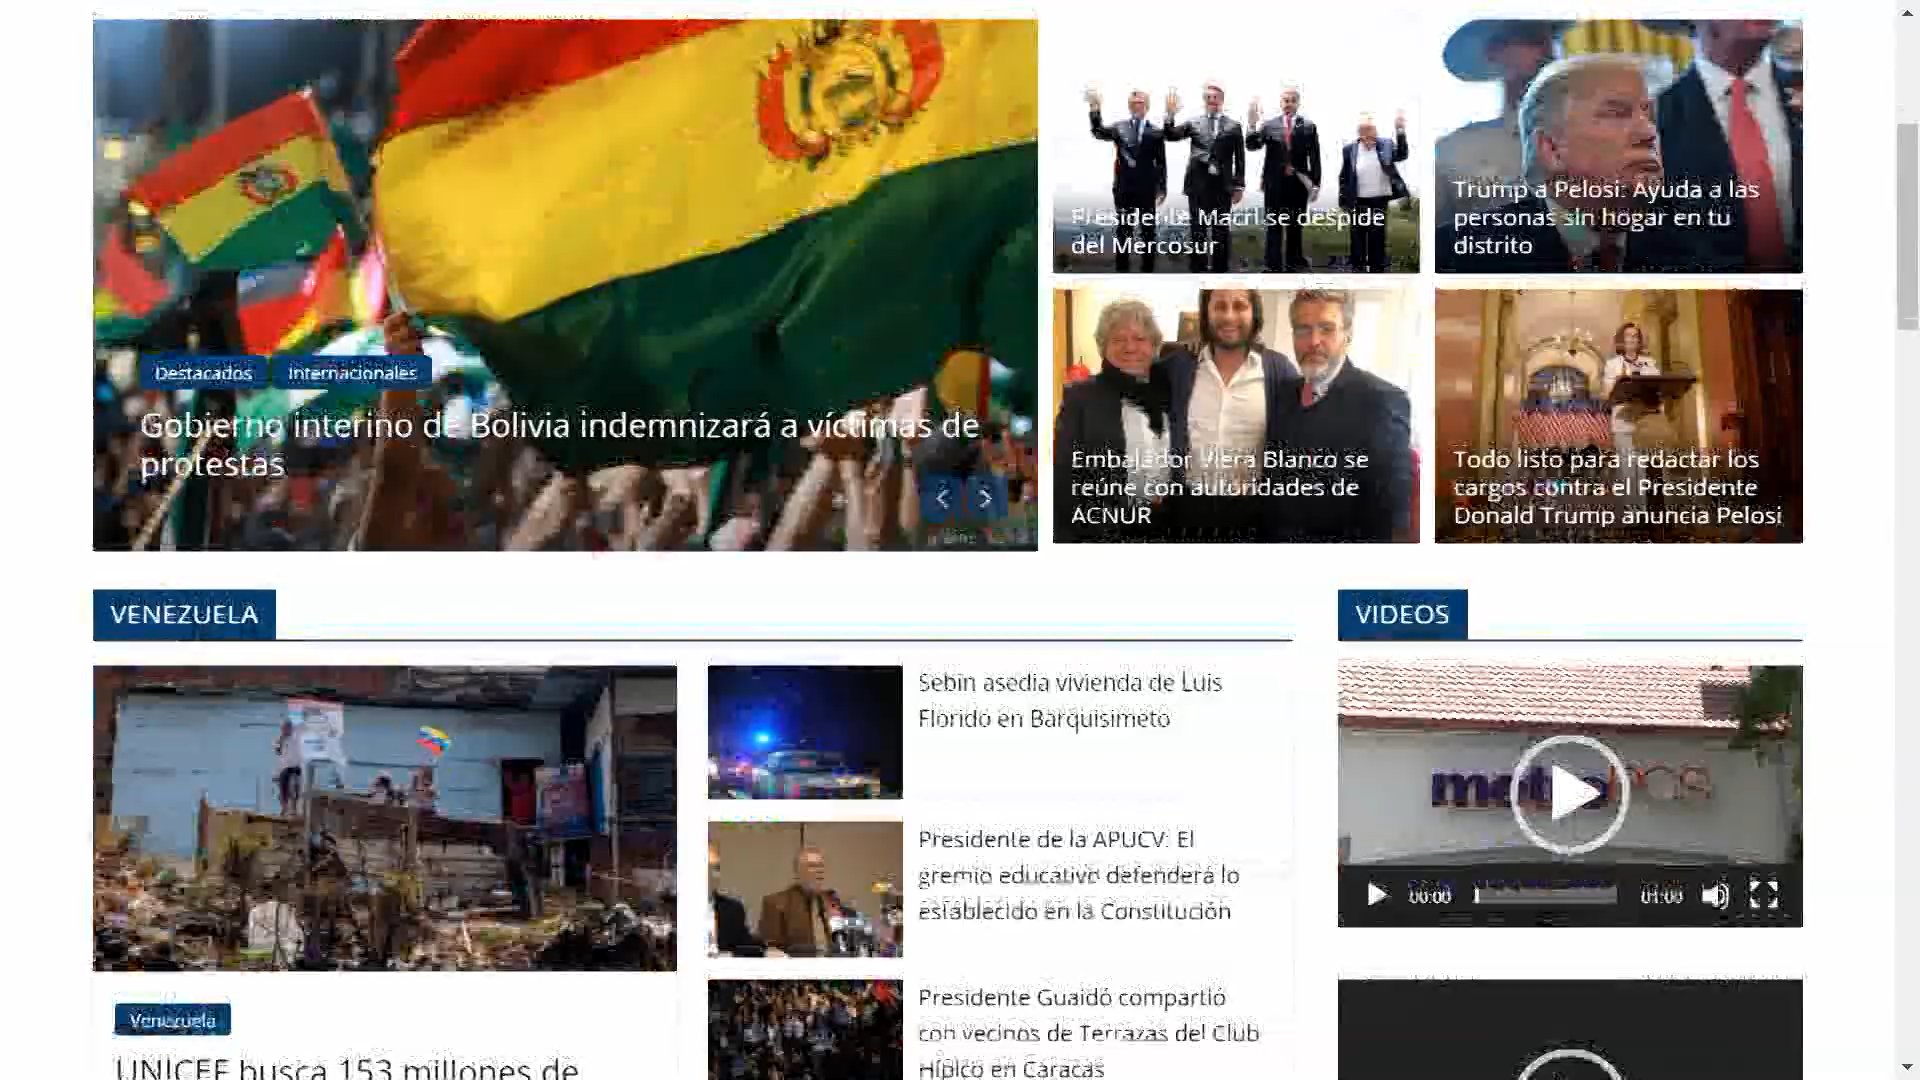 Destacados
Internacionales
Gobierno interino de Bolivia indemnizará a víctimas de
protestas
Presidente Macri se despide
del Mercosur
Trump a Pelosi: Ayuda a las
personas sin hogar en tu
distrito
Embajador Viera Blanco se
reúne con autoridades de
ACNUR
Todo listo para redactar los
cargos contra el Presidente
Donald Trump anuncia Pelosi
VENEZUELA
Sebin asedia vivienda de Luis
Florido en Barquisimeto
Presidente de la APUCV: El
gremio educativo defenderá lo
establecido en la Constitución
Presidente Guaidó compartió
con vecinos de Terrazas del Club
Hípico en Caracas
Venezuela
UNICEF busca 153 millones de
VIDEOS
00:00
01:00